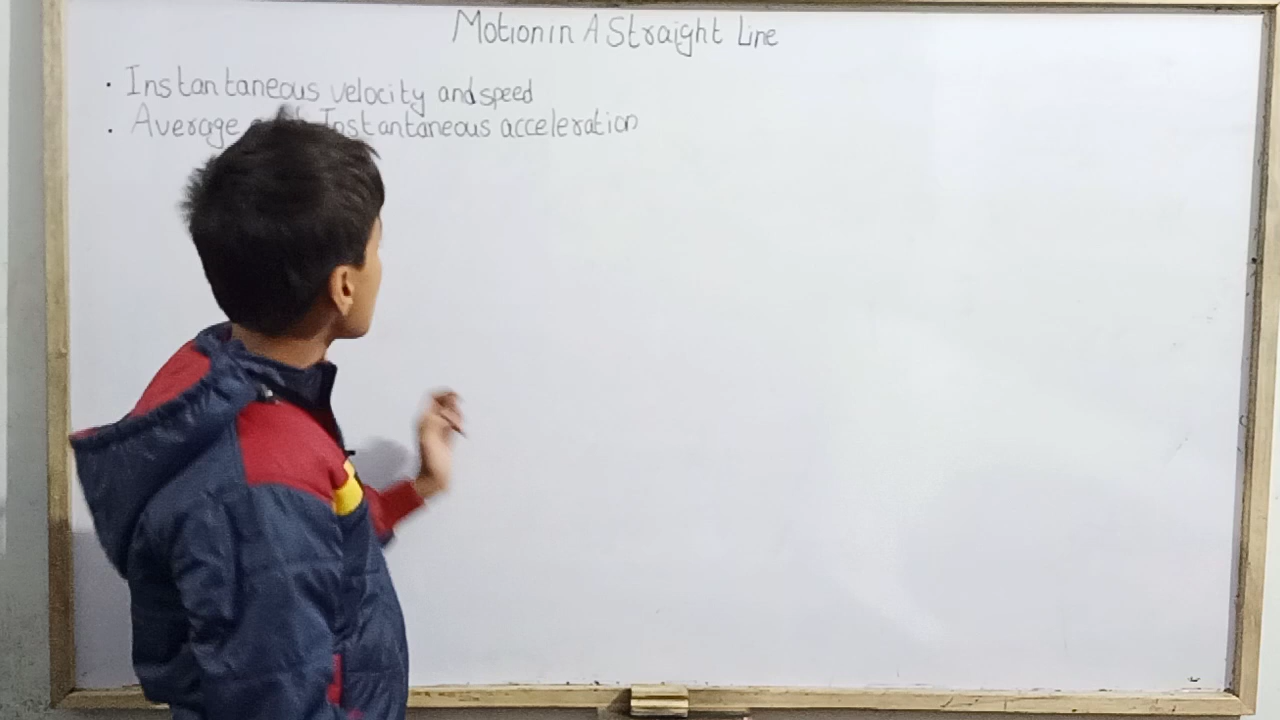 Motion in A Straight Line
· Instantaneous velocity and speed
· Average Instantaneous acceleration